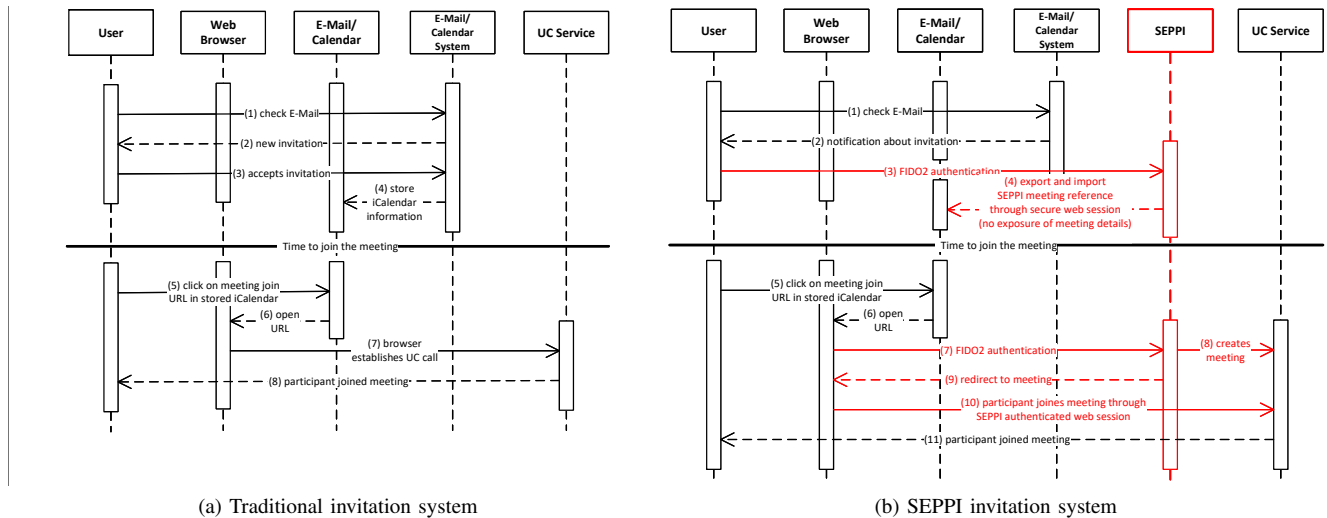 User
Web
Browser
E-Mail/
Calendar
E-Mail/
Calendar
System
UC Service
(1) check E-Mail
(2) new invitation
(3) accepts invitation
(4) store
iCalendar
information
Time to join the meeting
(5) click on meeting join
URL in stored iCalendar
(6) open
URL
(7) browser
establishes UC call
(8) participant joined meeting
(a) Traditional invitation system
User
Web
Browser
E-Mail/
Calendar
E-Mail/
Calendar
System
SEPPI
UC Service
(1) check E-Mail
(2) notification about invitation
(3) FIDO2 authentication
(4) export and import
SEPPI meeting reference
through secure web session
(no exposure of meeting details)
Time to join the meeting
(5) click on meeting join
URL in stored iCalendar
(6) open
URL
(7) FIDO2 authentication
(8) creates
meeting
(9) redirect to meeting
(10) participant joines meeting through
SEPPI authenticated web session
(11) participant joined meeting
(b) SEPPI invitation system